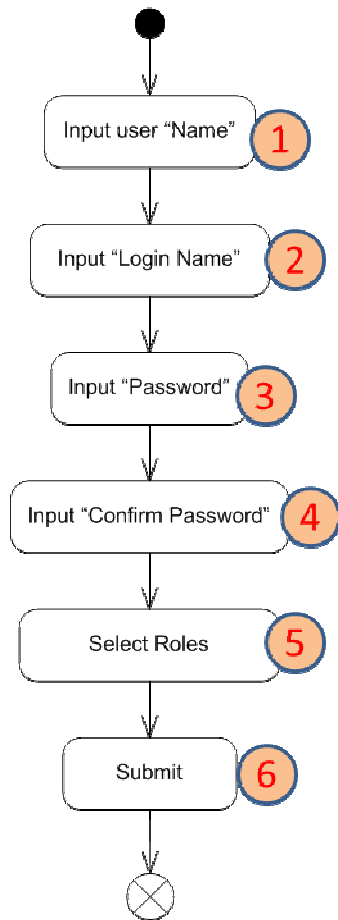 Input user “Name”
1
Input “Login Name”
2
Input “Password”
3
Input “Confirm Password”
4
Select Roles
5
Submit
6